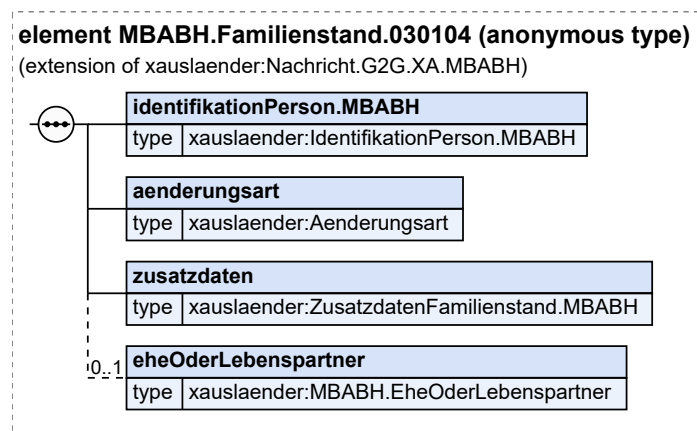 element MBABH.Familienstand.030104 (anonymous type)
(extension of xauslaender:Nachricht.G2G.XA.MBABH)
identifikationPerson.MBABH
type xauslaender:IdentifikationPerson.MBABH
aenderungsart
type xauslaender:Aenderungsart
zusatzdaten
type xauslaender:ZusatzdatenFamilienstand.MBABH
0..1 eheOderLebenspartner
type xauslaender:MBABH.EheOderLebenspartner